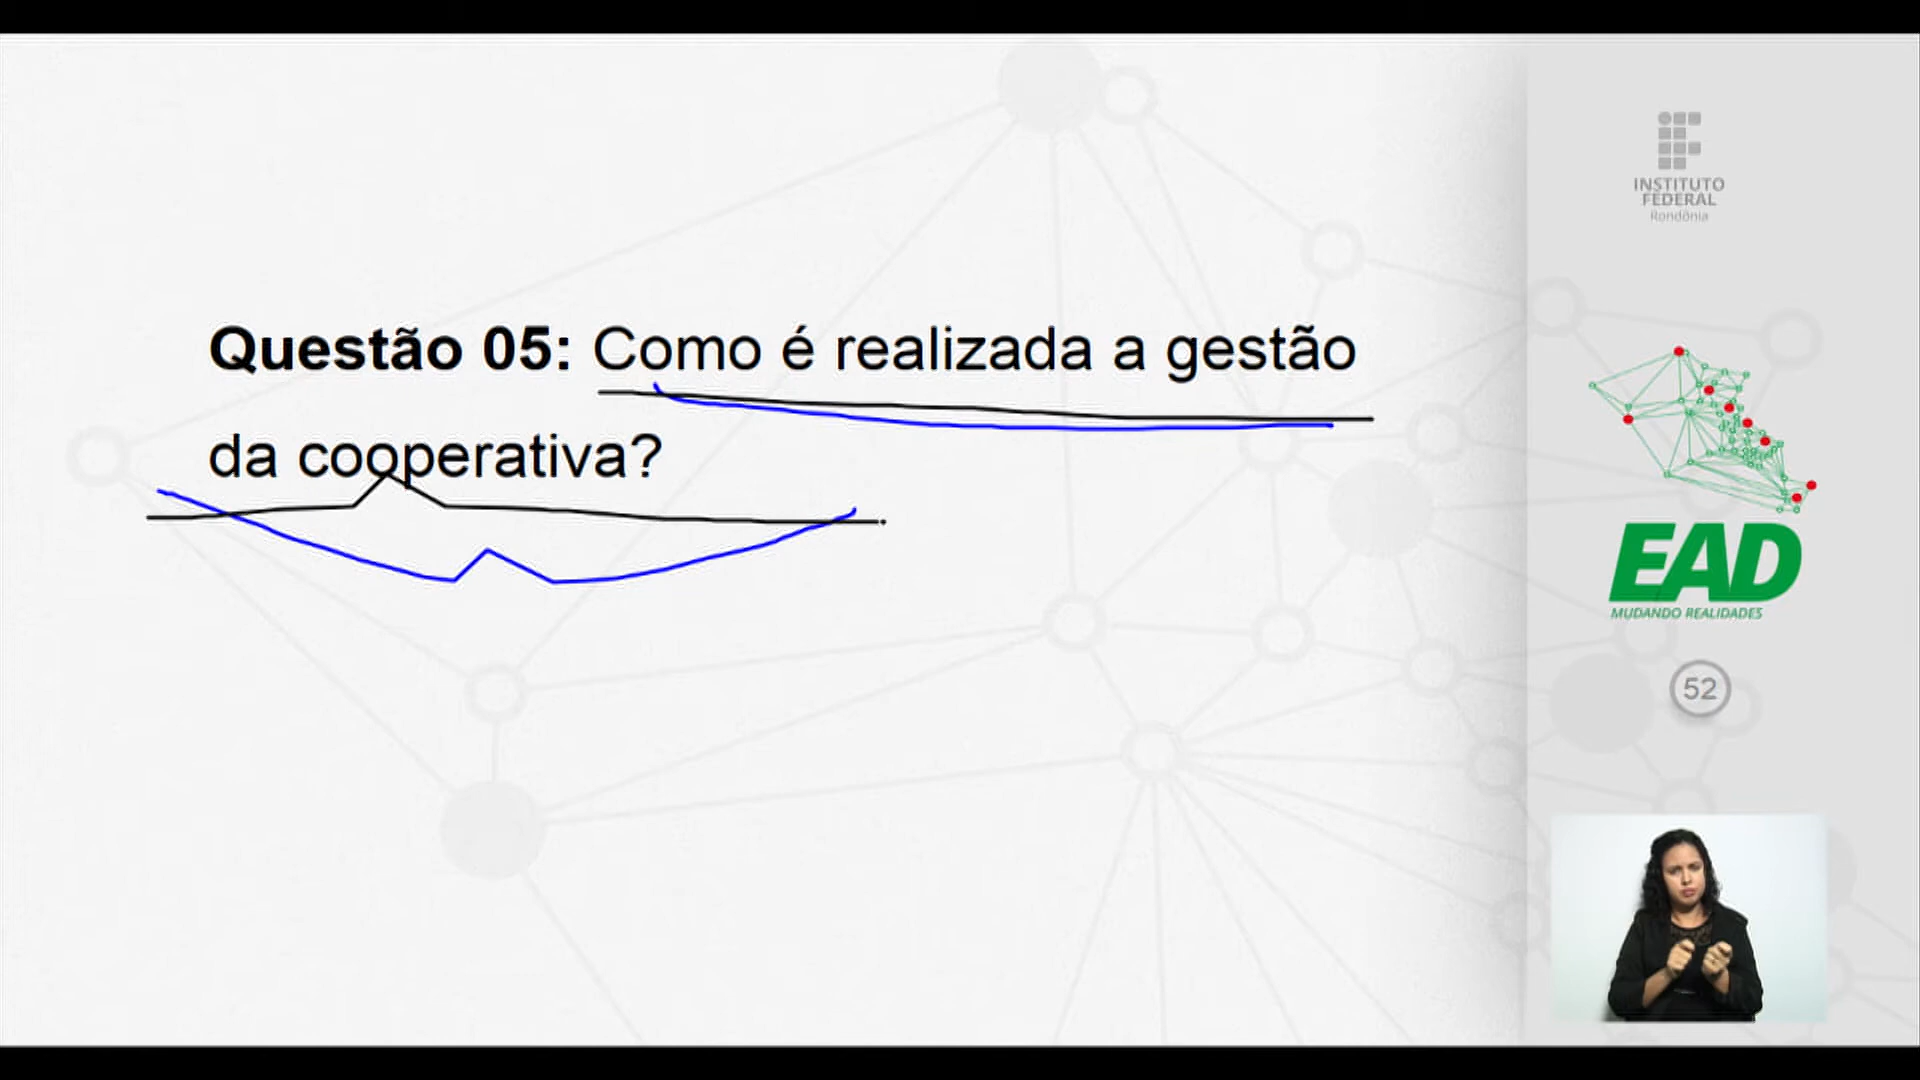 Questão 05: Como é realizada a gestão
da cooperativa?
INSTITUTO
FEDERAL
Rondônia
EAD
MUDANDO REALIDADES
52